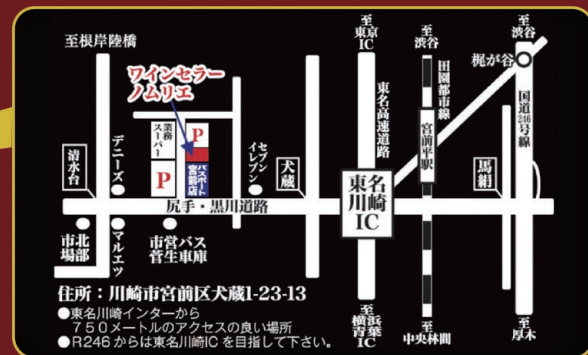 至根岸陸橋
至東京IC
至渋谷
至渋谷
梶が谷
ワインセラー
ノムリエ
業務スーパー
P
P
パスポート
宮前店
デニーズ
清水台
セブンイレブン
犬蔵
東名高速道路
田園都市線
宮前平駅
国道246号線
馬絹
東名
川崎
IC
尻手・黒川道路
北部
市場
マルエツ
市営バス
菅生車庫
至横浜青葉IC
至中央林間
至厚木
住所:川崎市宮前区犬蔵1-23-13
●東名川崎インターから
750メートルのアクセスの良い場所
●R246からは東名川崎ICを目指して下さい。